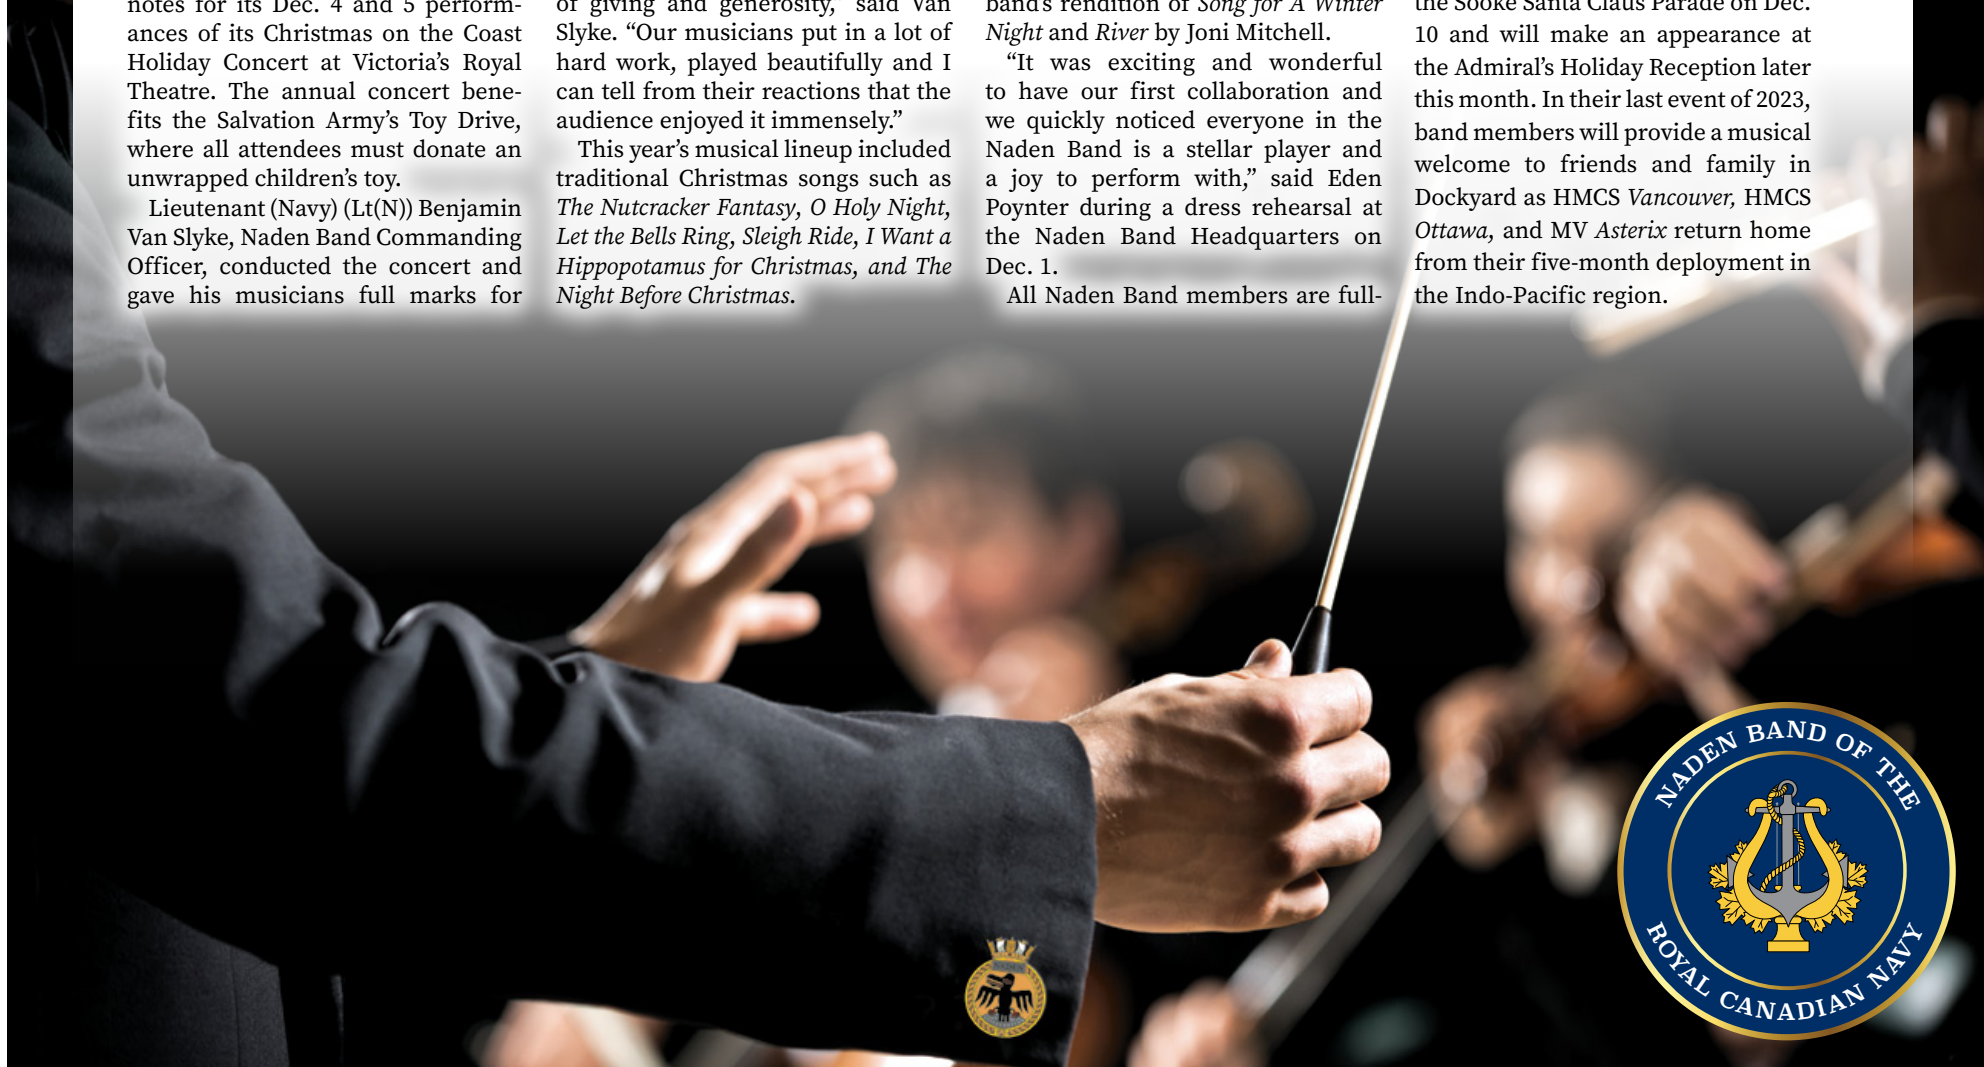 notes for its Dec. 4 and 5 perform-
ances of its Christmas on the Coast
Holiday Concert at Victoria's Royal
Theatre. The annual concert bene-
fits the Salvation Army's Toy Drive,
where all attendees must donate an
unwrapped children's toy.
Lieutenant (Navy) (Lt(N)) Benjamin
Van Slyke, Naden Band Commanding
Officer, conducted the concert and
gave his musicians full marks for
of giving and generosity,” said Van
Slyke. “Our musicians put in a lot of
hard work, played beautifully and I
can tell from their reactions that the
audience enjoyed it immensely.”
This year's musical lineup included
traditional Christmas songs such as
The Nutcracker Fantasy, O Holy Night,
Let the Bells Ring, Sleigh Ride, I Want a
Hippopotamus for Christmas, and The
Night Before Christmas.
band's rendition of Song for A Winter
Night and River by Joni Mitchell.
“It was exciting and wonderful
to have our first collaboration and
we quickly noticed everyone in the
Naden Band is a stellar player and
a joy to perform with,” said Eden
Poynter during a dress rehearsal at
the Naden Band Headquarters on
Dec. 1.
All Naden Band members are full-
the Sooke Santa Claus Parade on Dec.
10 and will make an appearance at
the Admiral's Holiday Reception later
this month. In their last event of 2023,
band members will provide a musical
welcome to friends and family in
Dockyard as HMCS Vancouver, HMCS
Ottawa, and MV Asterix return home
from their five-month deployment in
the Indo-Pacific region.
NADEN BAND OF THE
ROYAL CANADIAN NAVY
NADEN